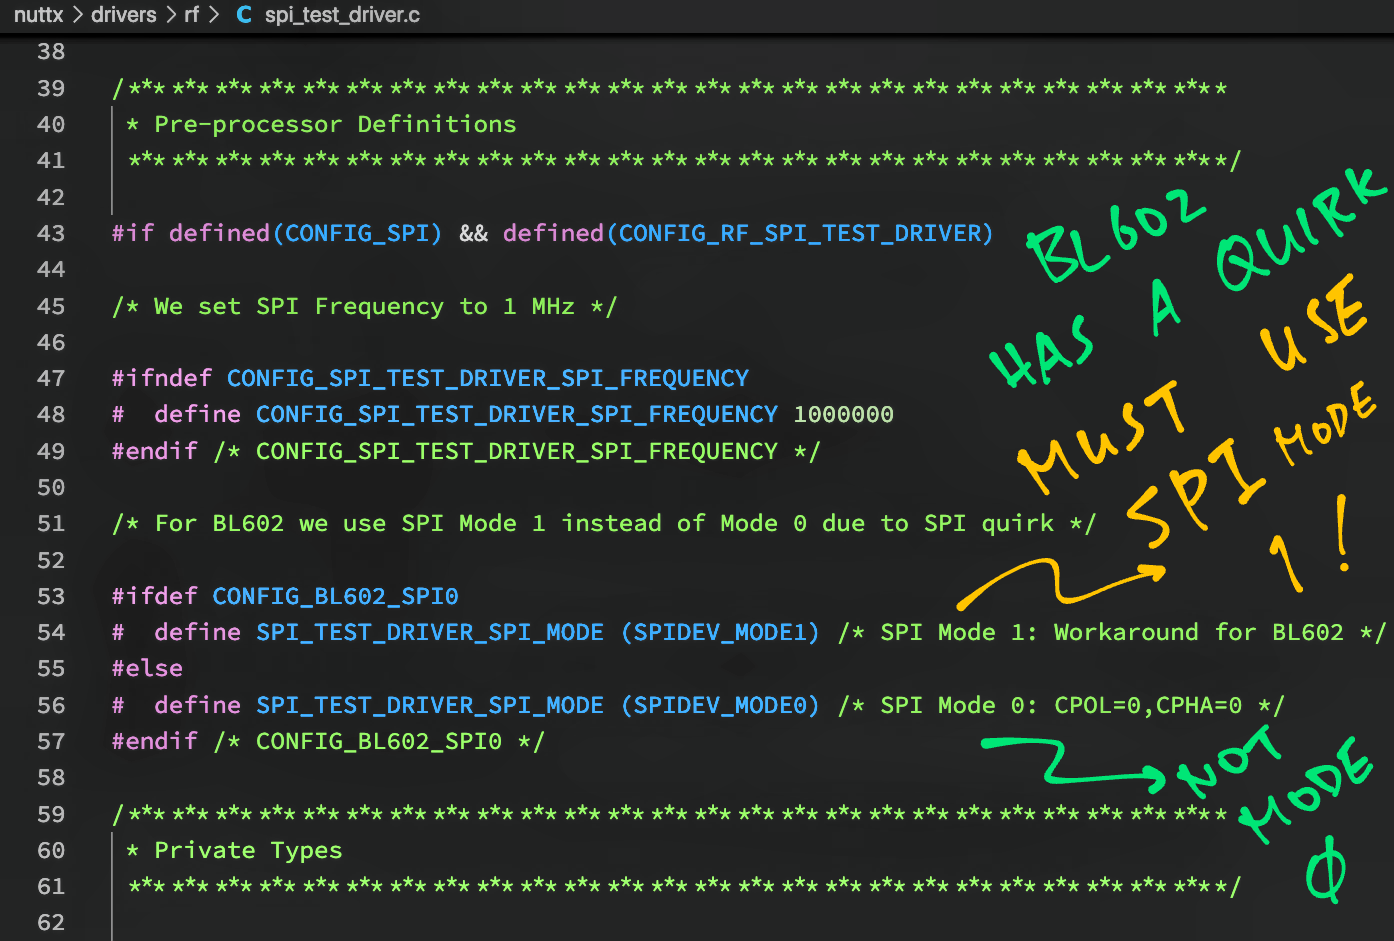 nuttx > drivers > rf > C spi_test_driver.c
38
39 /****************************************************************************
40 * Pre-processor Definitions
41 ****************************************************************************/
42
43 #if defined(CONFIG_SPI) && defined(CONFIG_RF_SPI_TEST_DRIVER)
44
45 /* We set SPI Frequency to 1 MHz */
46
47 #ifndef CONFIG_SPI_TEST_DRIVER_SPI_FREQUENCY
48 #  define CONFIG_SPI_TEST_DRIVER_SPI_FREQUENCY 1000000
49 #endif /* CONFIG_SPI_TEST_DRIVER_SPI_FREQUENCY */
50
51 /* For BL602 we use SPI Mode 1 instead of Mode 0 due to SPI quirk */
52
53 #ifdef CONFIG_BL602_SPI0
54 #  define SPI_TEST_DRIVER_SPI_MODE (SPIDEV_MODE1) /* SPI Mode 1: Workaround for BL602 */
55 #else
56 #  define SPI_TEST_DRIVER_SPI_MODE (SPIDEV_MODE0) /* SPI Mode 0: CPOL=0,CPHA=0 */
57 #endif /* CONFIG_BL602_SPI0 */
58
59 /****************************************************************************
60 * Private Types
61 ****************************************************************************/
62
BL602
HAS A QUIRK
MUST USE
SPI MODE
1!
NOT
MODE
0